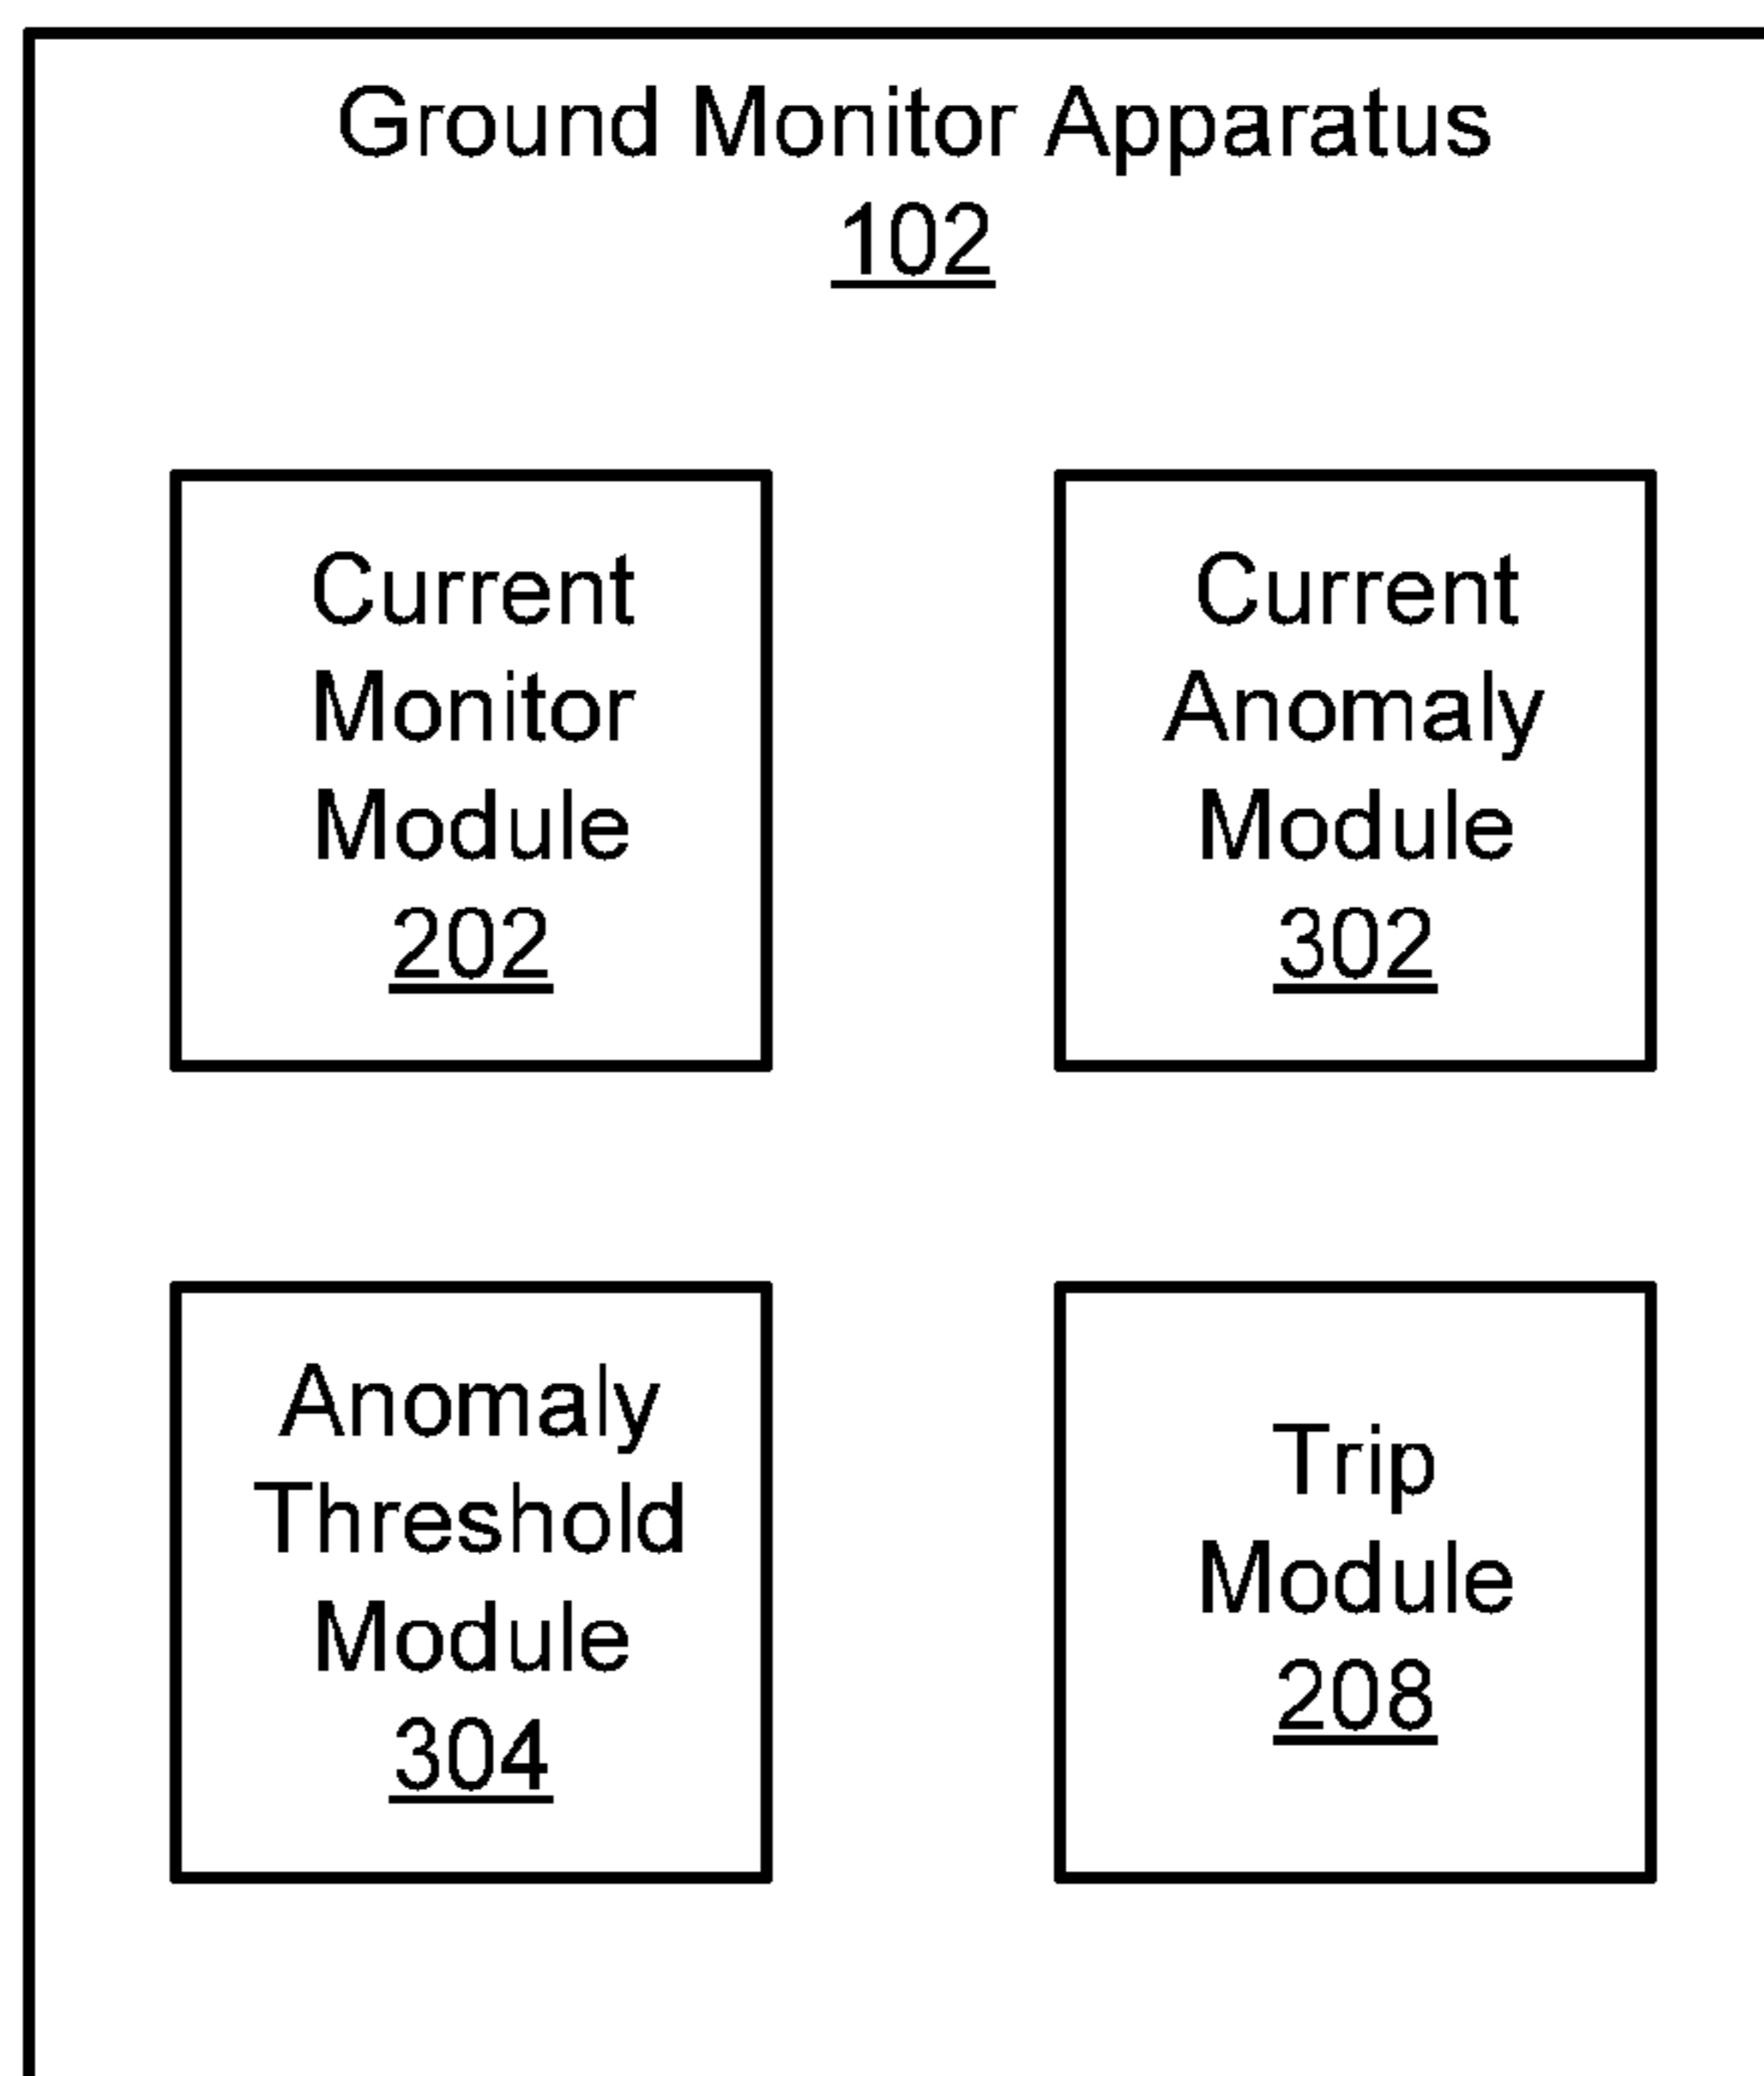 Ground Monitor Apparatus
102
Current
Monitor
Module
202
Current
Anomaly
Module
302
Anomaly
Threshold
Module
304
Trip
Module
208